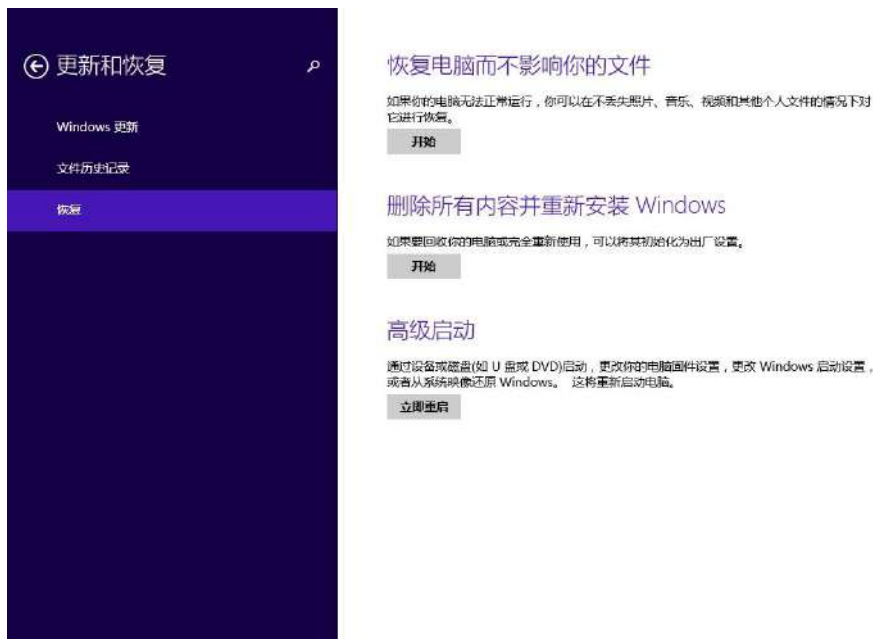 更新和恢复
Windows 更新
文件历史记录
恢复
恢复电脑而不影响你的文件
如果你的电脑无法正常运行，你可以在不丢失照片、音乐、视频和其他个人文件的情况下对
它进行恢复。
开始
删除所有内容并重新安装 Windows
如果要回收你的电脑或完全重新使用，可以将其初始化为出厂设置。
开始
高级启动
通过设备或磁盘(如 U 盘或 DVD)启动，更改你的电脑固件设置，更改 Windows 启动设置，
或者从系统映像还原 Windows。 这将重新启动电脑。
立即重启